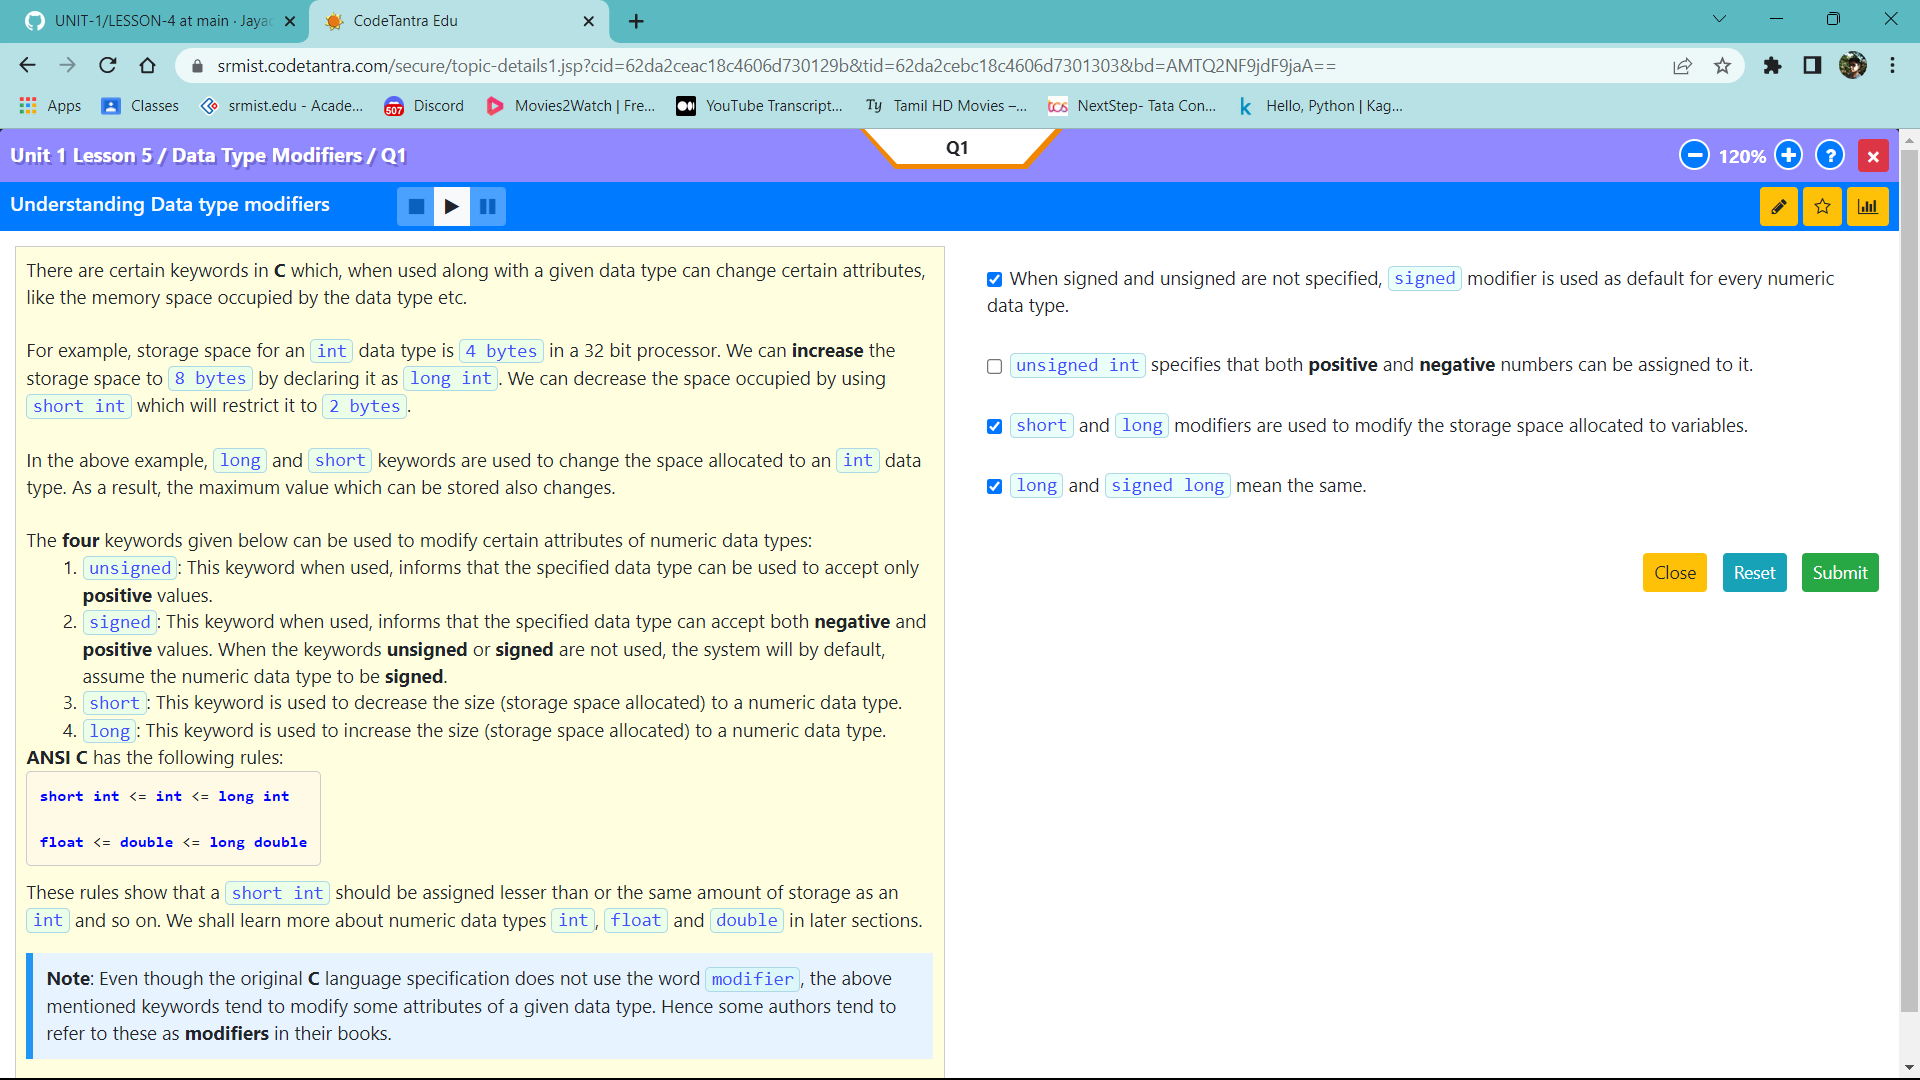 UNIT-1/LESSON-4 at main · Jayac
CodeTantra Edu
srmist.codetantra.com/secure/topic-details1.jsp?cid=62da2ceac18c4606d730129b&tid=62da2cebc18c4606d7301303&bd=AMTQ2NF9jdF9jaA==
Apps
Classes
srmist.edu - Acade...
507
Discord
Movies2Watch | Fre...
YouTube Transcript...
Ty Tamil HD Movies –...
tcs NextStep- Tata Con...
k Hello, Python | Kag...
Unit 1 Lesson 5 / Data Type Modifiers / Q1
Q1
120%
?
Understanding Data type modifiers
There are certain keywords in C which, when used along with a given data type can change certain attributes,
like the memory space occupied by the data type etc.
For example, storage space for an int data type is 4 bytes in a 32 bit processor. We can increase the
storage space to 8 bytes by declaring it as long int. We can decrease the space occupied by using
short int which will restrict it to 2 bytes.
In the above example, long and short keywords are used to change the space allocated to an int data
type. As a result, the maximum value which can be stored also changes.
The four keywords given below can be used to modify certain attributes of numeric data types:
1. unsigned: This keyword when used, informs that the specified data type can be used to accept only
positive values.
2. signed: This keyword when used, informs that the specified data type can accept both negative and
positive values. When the keywords unsigned or signed are not used, the system will by default,
assume the numeric data type to be signed.
3. short: This keyword is used to decrease the size (storage space allocated) to a numeric data type.
4. long: This keyword is used to increase the size (storage space allocated) to a numeric data type.
ANSI C has the following rules:
short int <= int <= long int
float <= double <= long double
These rules show that a short int should be assigned lesser than or the same amount of storage as an
int and so on. We shall learn more about numeric data types int, float and double in later sections.
Note: Even though the original C language specification does not use the word modifier, the above
mentioned keywords tend to modify some attributes of a given data type. Hence some authors tend to
refer to these as modifiers in their books.
When signed and unsigned are not specified, signed modifier is used as default for every numeric
data type.
unsigned int specifies that both positive and negative numbers can be assigned to it.
short and long modifiers are used to modify the storage space allocated to variables.
long and signed long mean the same.
Close
Reset
Submit